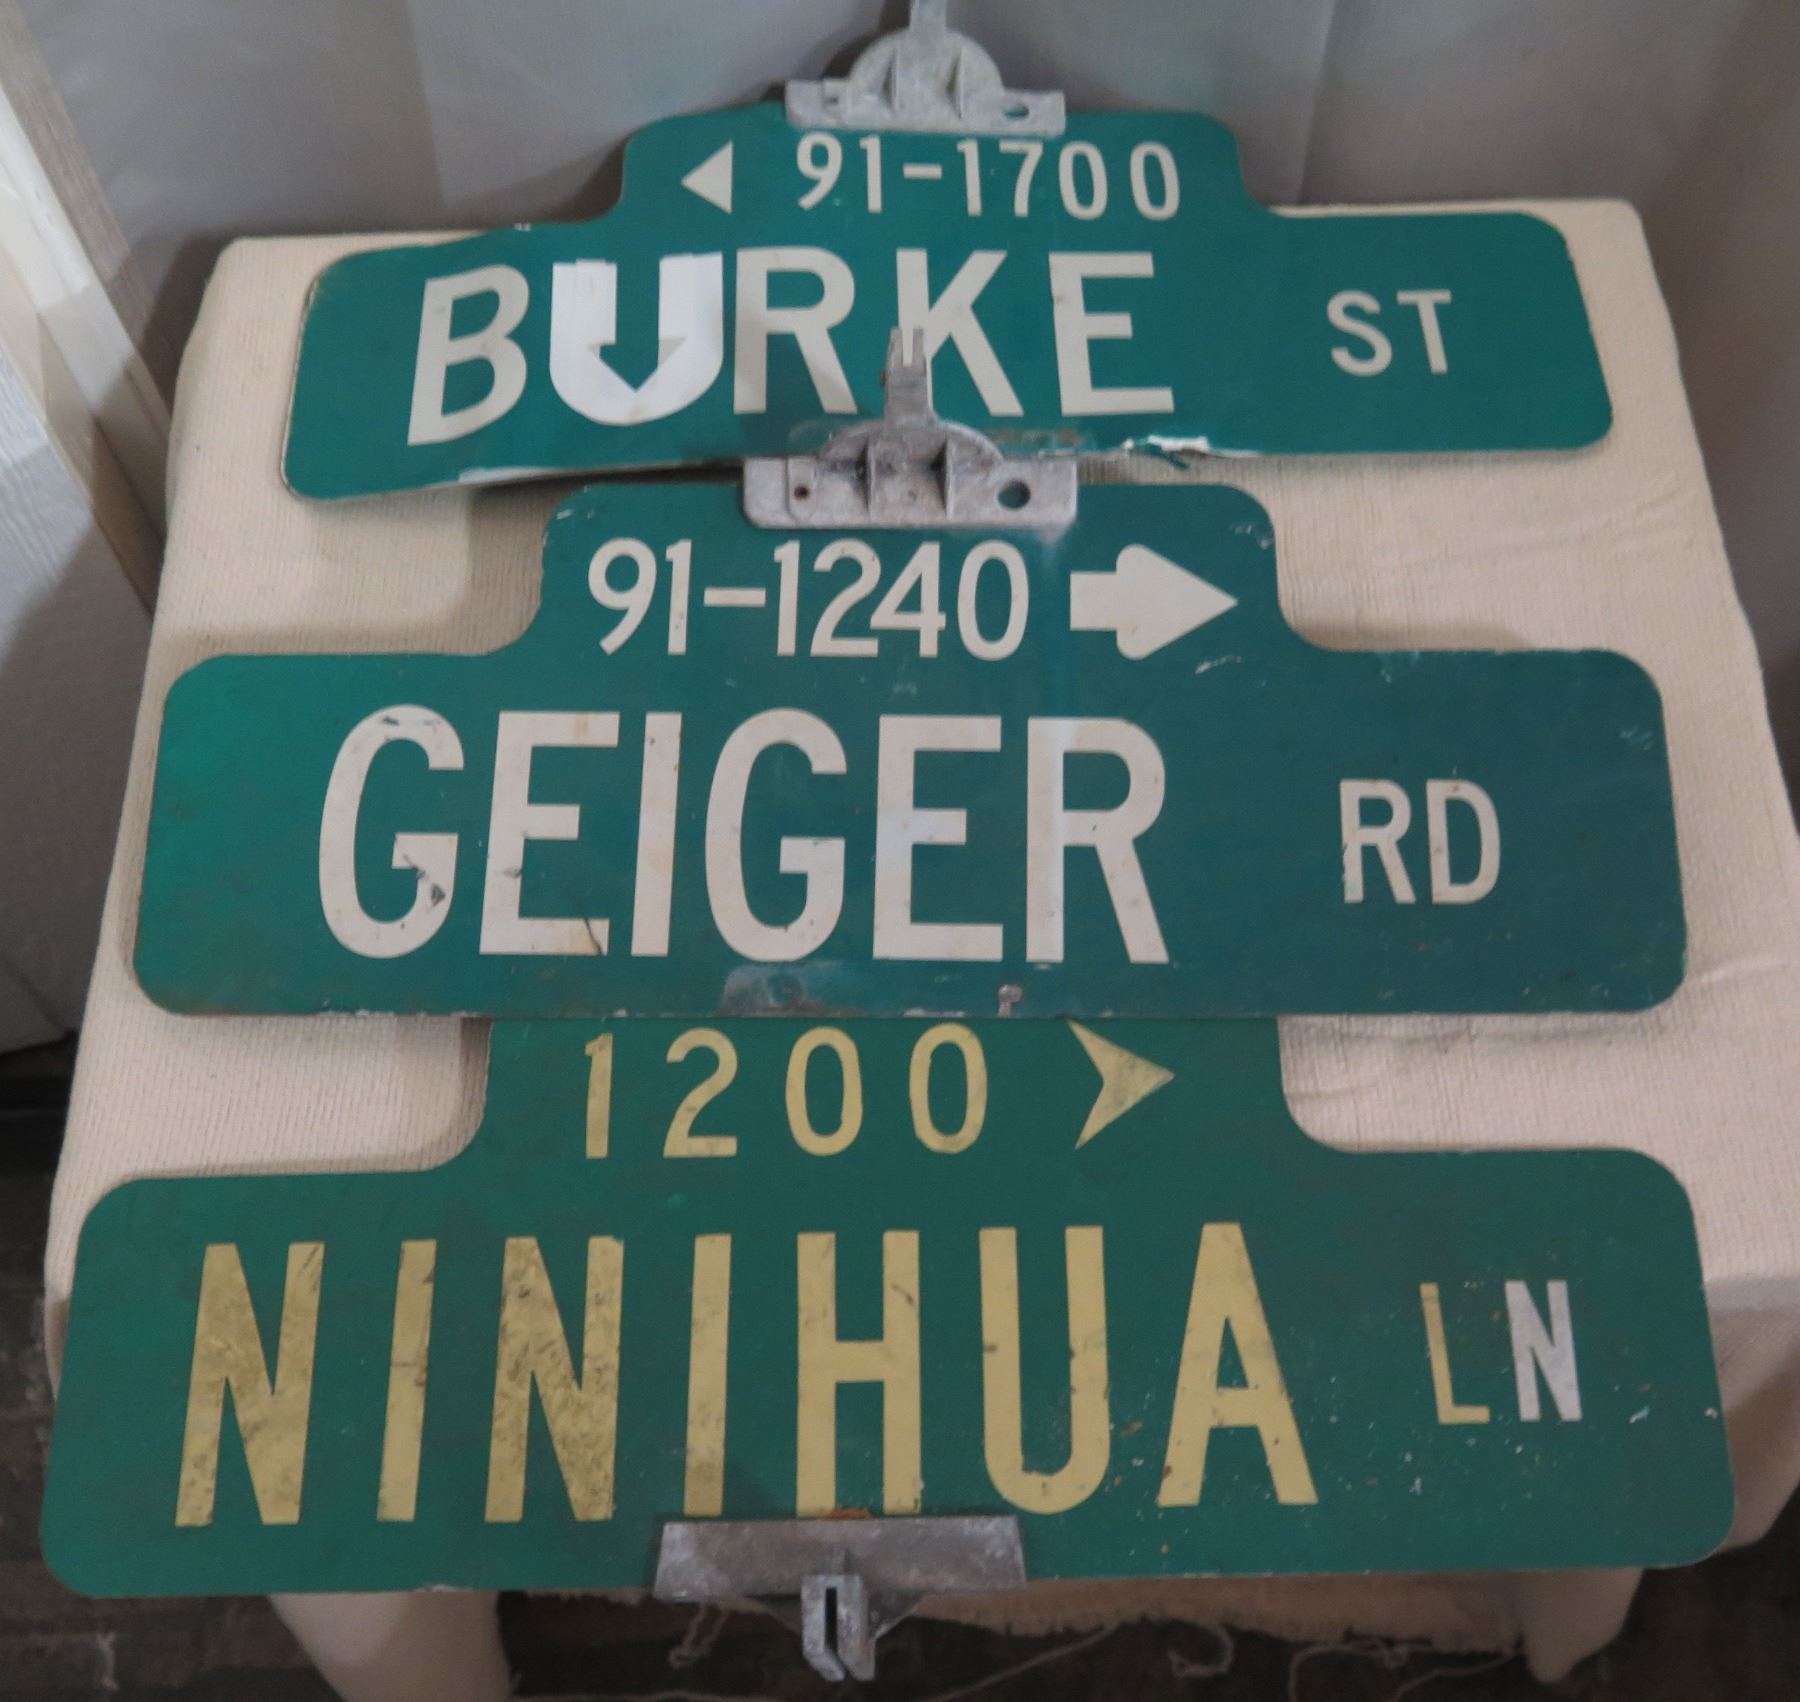 91-1700
BURKE ST
91-1240
GEIGER RD
1200
NINIHUA LN